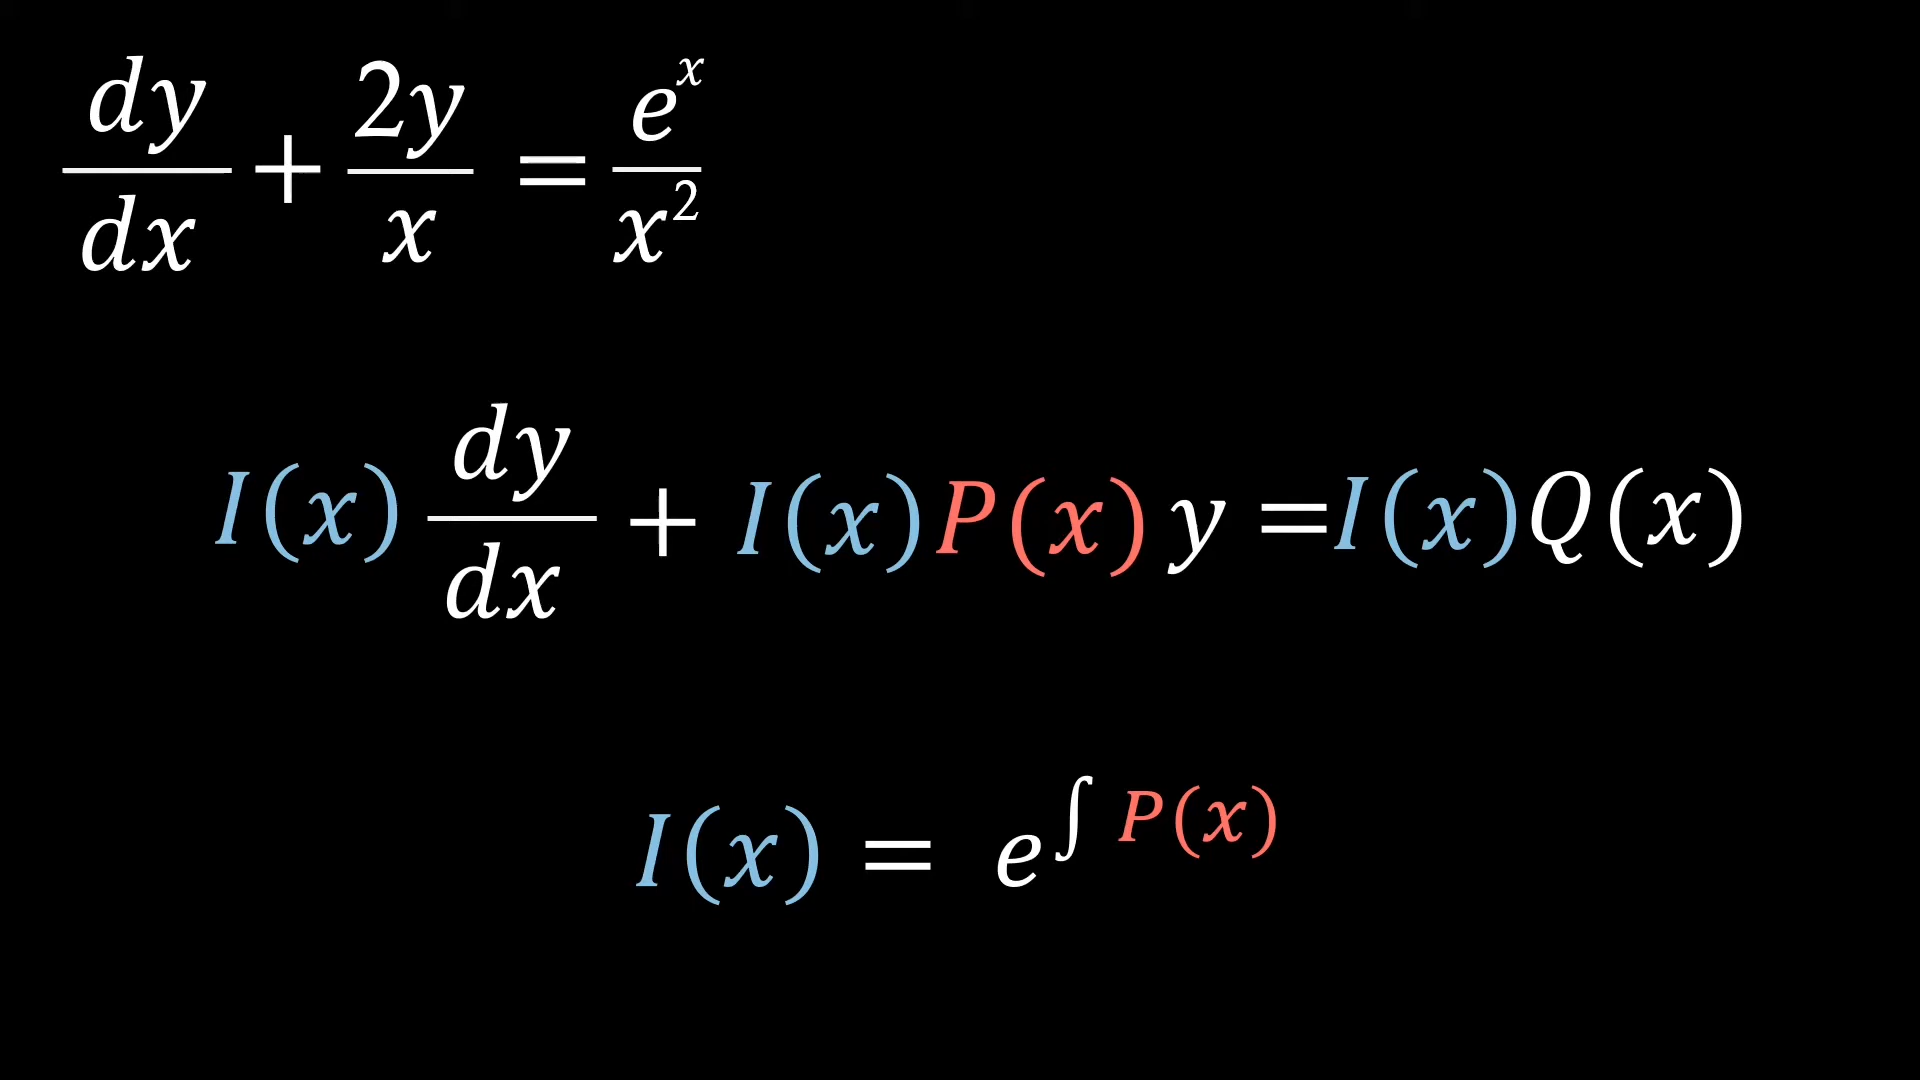 dy/dx + 2y/x = e^x/x^2
I(x) dy/dx + I(x)P(x) y =I(x)Q(x)
I(x) = e^∫ P(x)